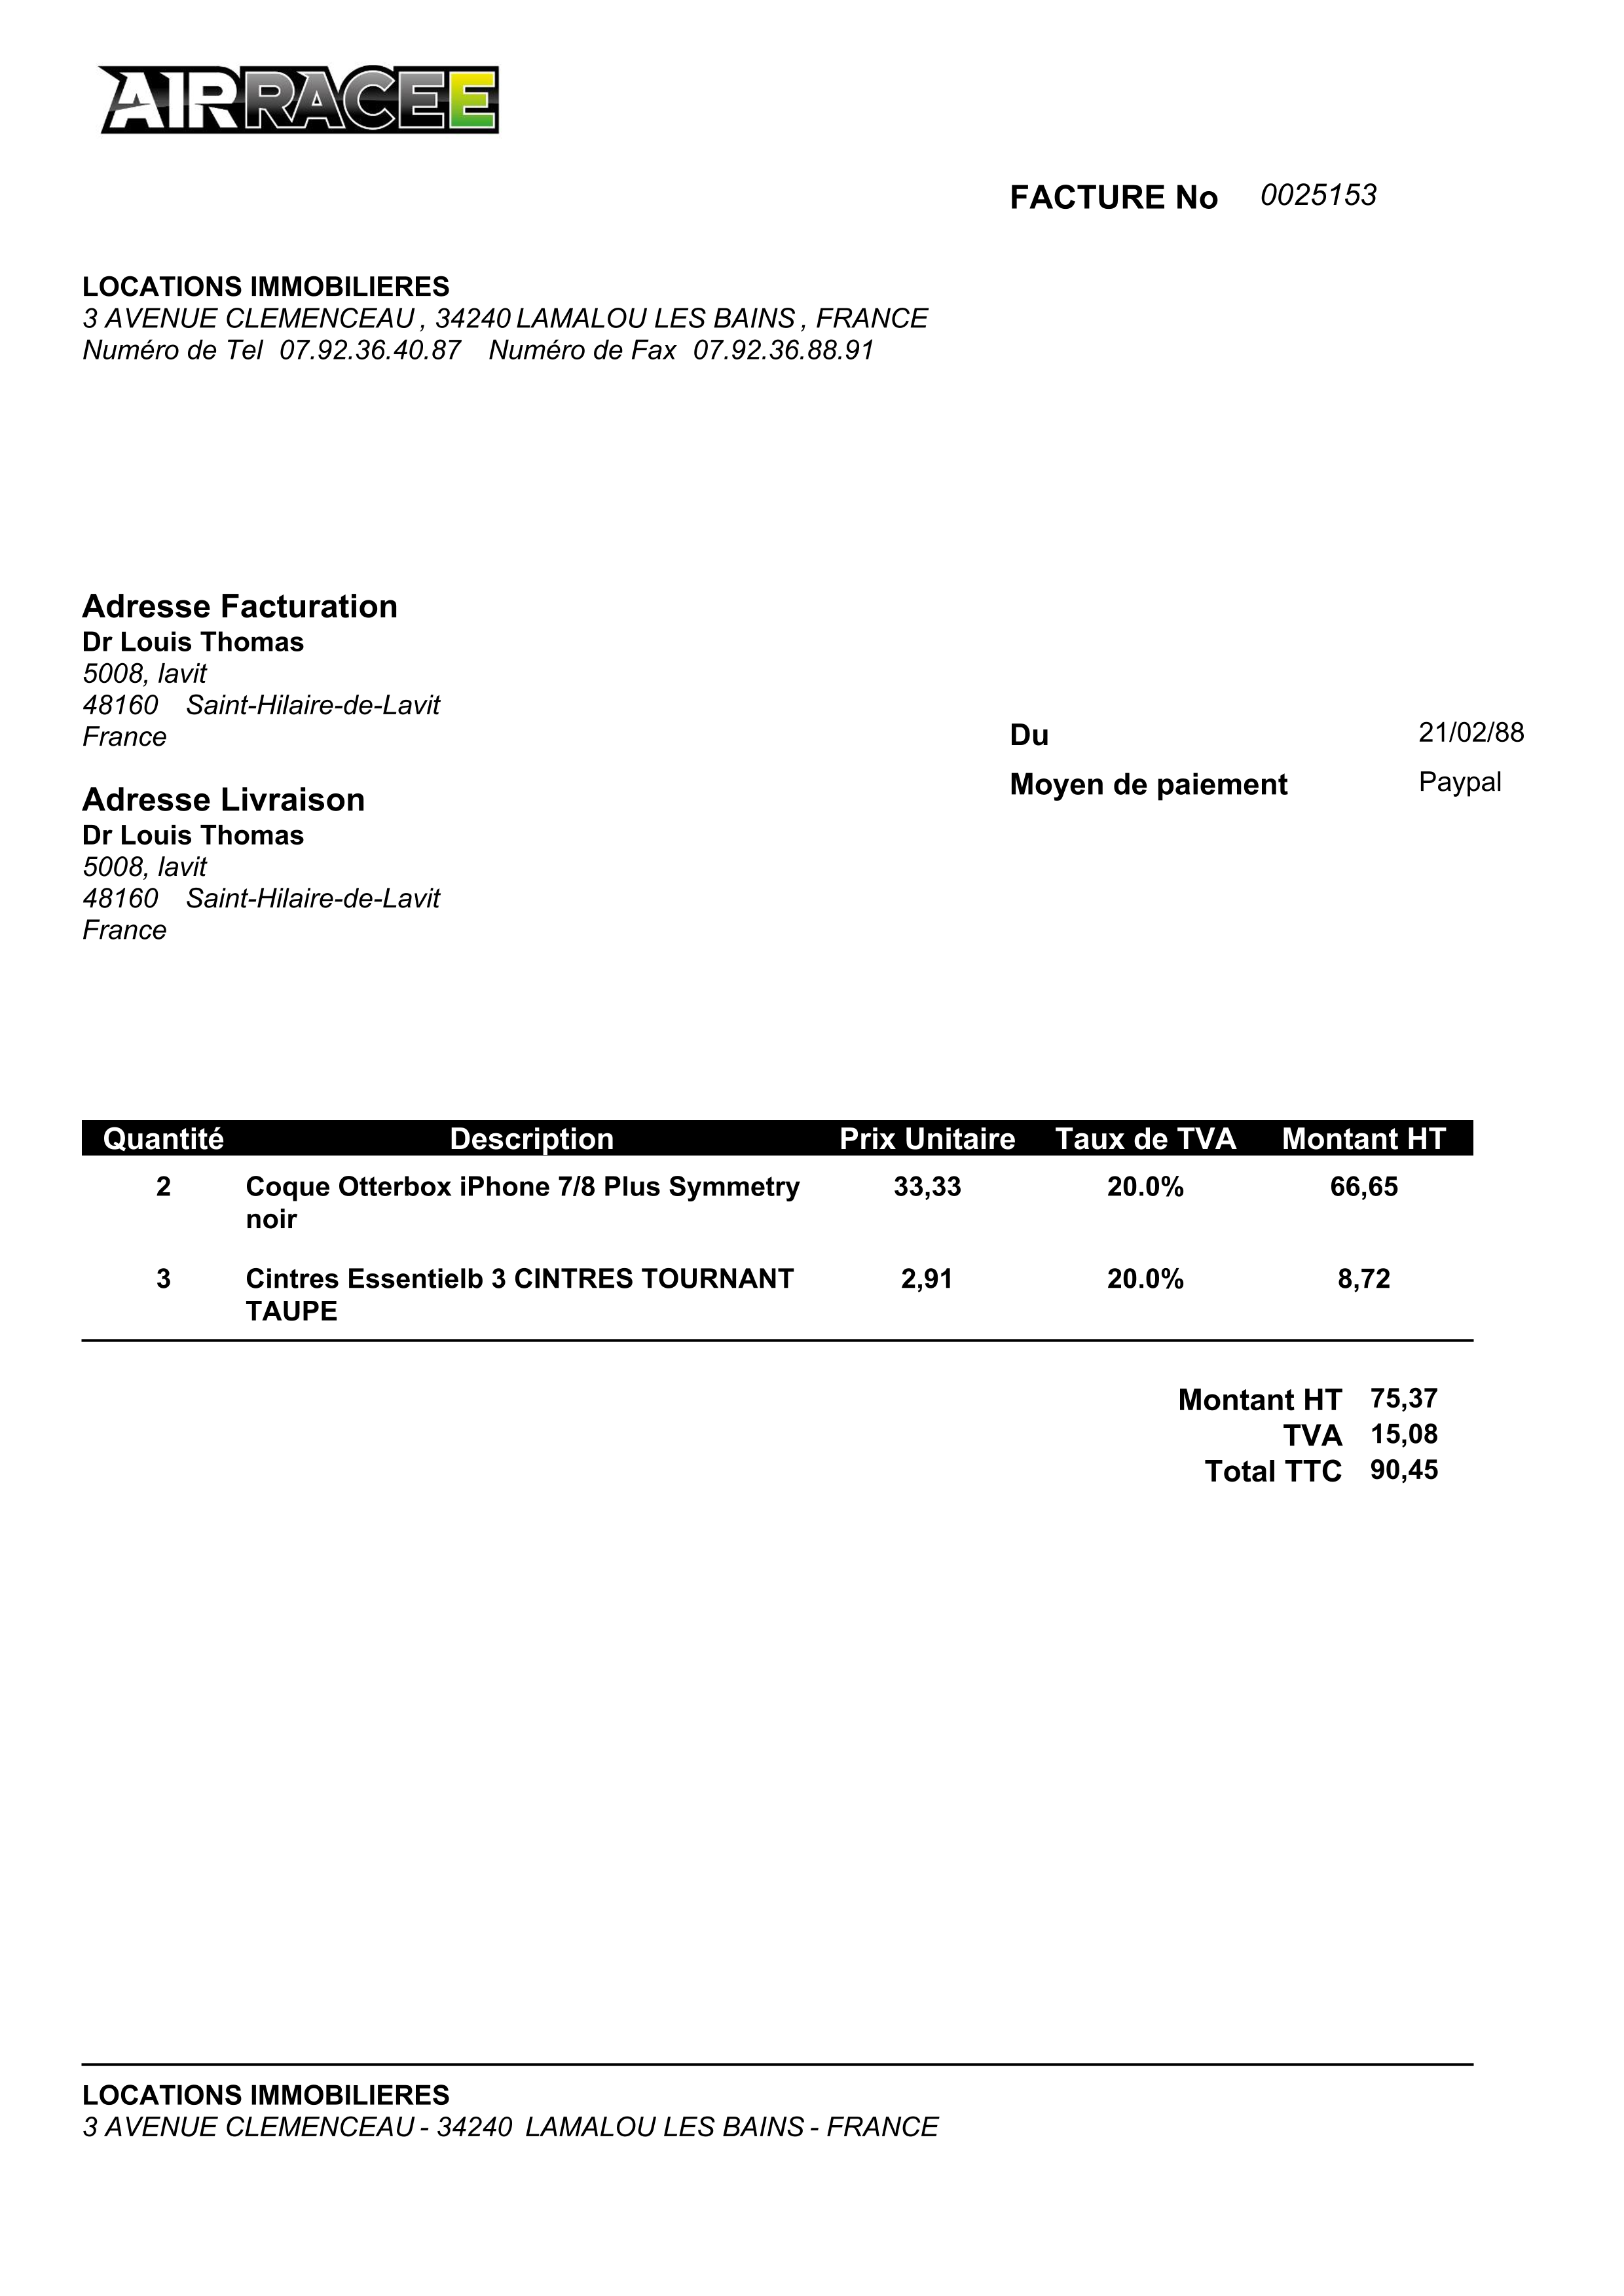 AIRRACEE
FACTURE No 0025153
LOCATIONS IMMOBILIERES
3 AVENUE CLEMENCEAU , 34240 LAMALOU LES BAINS , FRANCE
Numéro de Tel 07.92.36.40.87 Numéro de Fax 07.92.36.88.91
Adresse Facturation
Dr Louis Thomas
5008, lavit
48160 Saint-Hilaire-de-Lavit
France
Du 21/02/88
Moyen de paiement Paypal
Adresse Livraison
Dr Louis Thomas
5008, lavit
48160 Saint-Hilaire-de-Lavit
France
Quantité Description Prix Unitaire Taux de TVA Montant HT
2 Coque Otterbox iPhone 7/8 Plus Symmetry 33,33 20.0% 66,65
noir
3 Cintres Essentielb 3 CINTRES TOURNANT 2,91 20.0% 8,72
TAUPE
Montant HT 75,37
TVA 15,08
Total TTC 90,45
LOCATIONS IMMOBILIERES
3 AVENUE CLEMENCEAU - 34240 LAMALOU LES BAINS - FRANCE